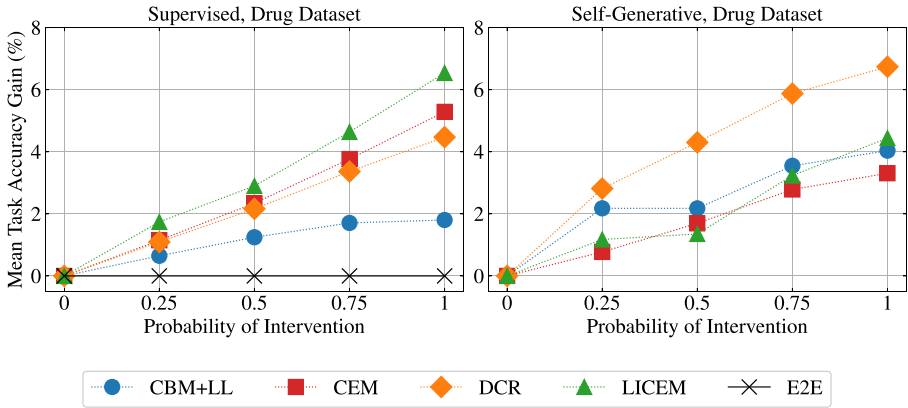 Supervised, Drug Dataset
Self-Generative, Drug Dataset
Mean Task Accuracy Gain (%)
8
6
4
2
0
0 0.25 0.5 0.75 1
Probability of Intervention
8
6
4
2
0
0 0.25 0.5 0.75 1
Probability of Intervention
CBM+LL CEM DCR LICEM E2E